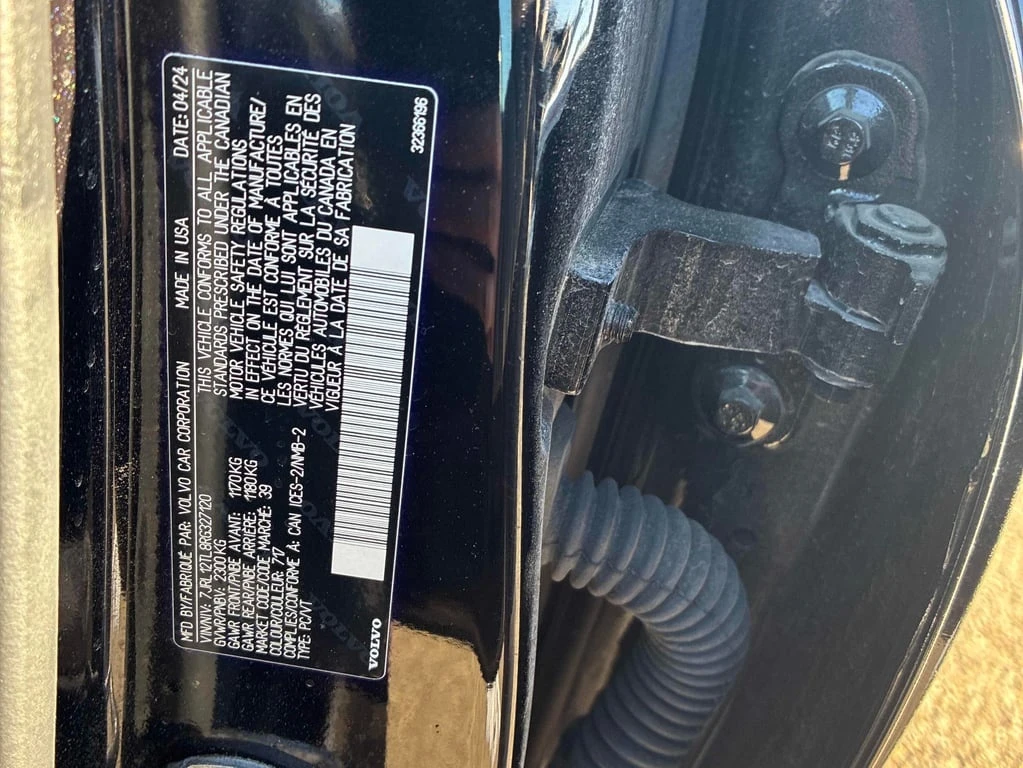 MFD BY/FABRIQUÉ PAR: VOLVO CAR CORPORATION MADE IN USA DATE: 04/24
VIN/NIV: 7JRL12TL8RG327120
GVWR/PNBV: 2300KG
GAWR FRONT/PNBE AVANT: 1170KG
GAWR REAR/PNBE ARRIÈRE: 1180KG
MARKET CODE/CODE MARCHÉ: 39
COLOR/COULEUR: 717
COMPLIES/CONFORME A: CAN ICES-2/NMB-2
TYPE: PC/VT
THIS VEHICLE CONFORMS TO ALL APPLICABLE
STANDARDS PRESCRIBED UNDER THE CANADIAN
MOTOR VEHICLE SAFETY REGULATIONS
IN EFFECT ON THE DATE OF MANUFACTURE/
CE VÉHICULE EST CONFORME À TOUTES
LES NORMES QUI LUI SONT APPLICABLES EN
VERTU DU RÈGLEMENT SUR LA SÉCURITÉ DES
VÉHICULES AUTOMOBILES DU CANADA EN
VIGUEUR À LA DATE DE SA FABRICATION
VOLVO
32366196